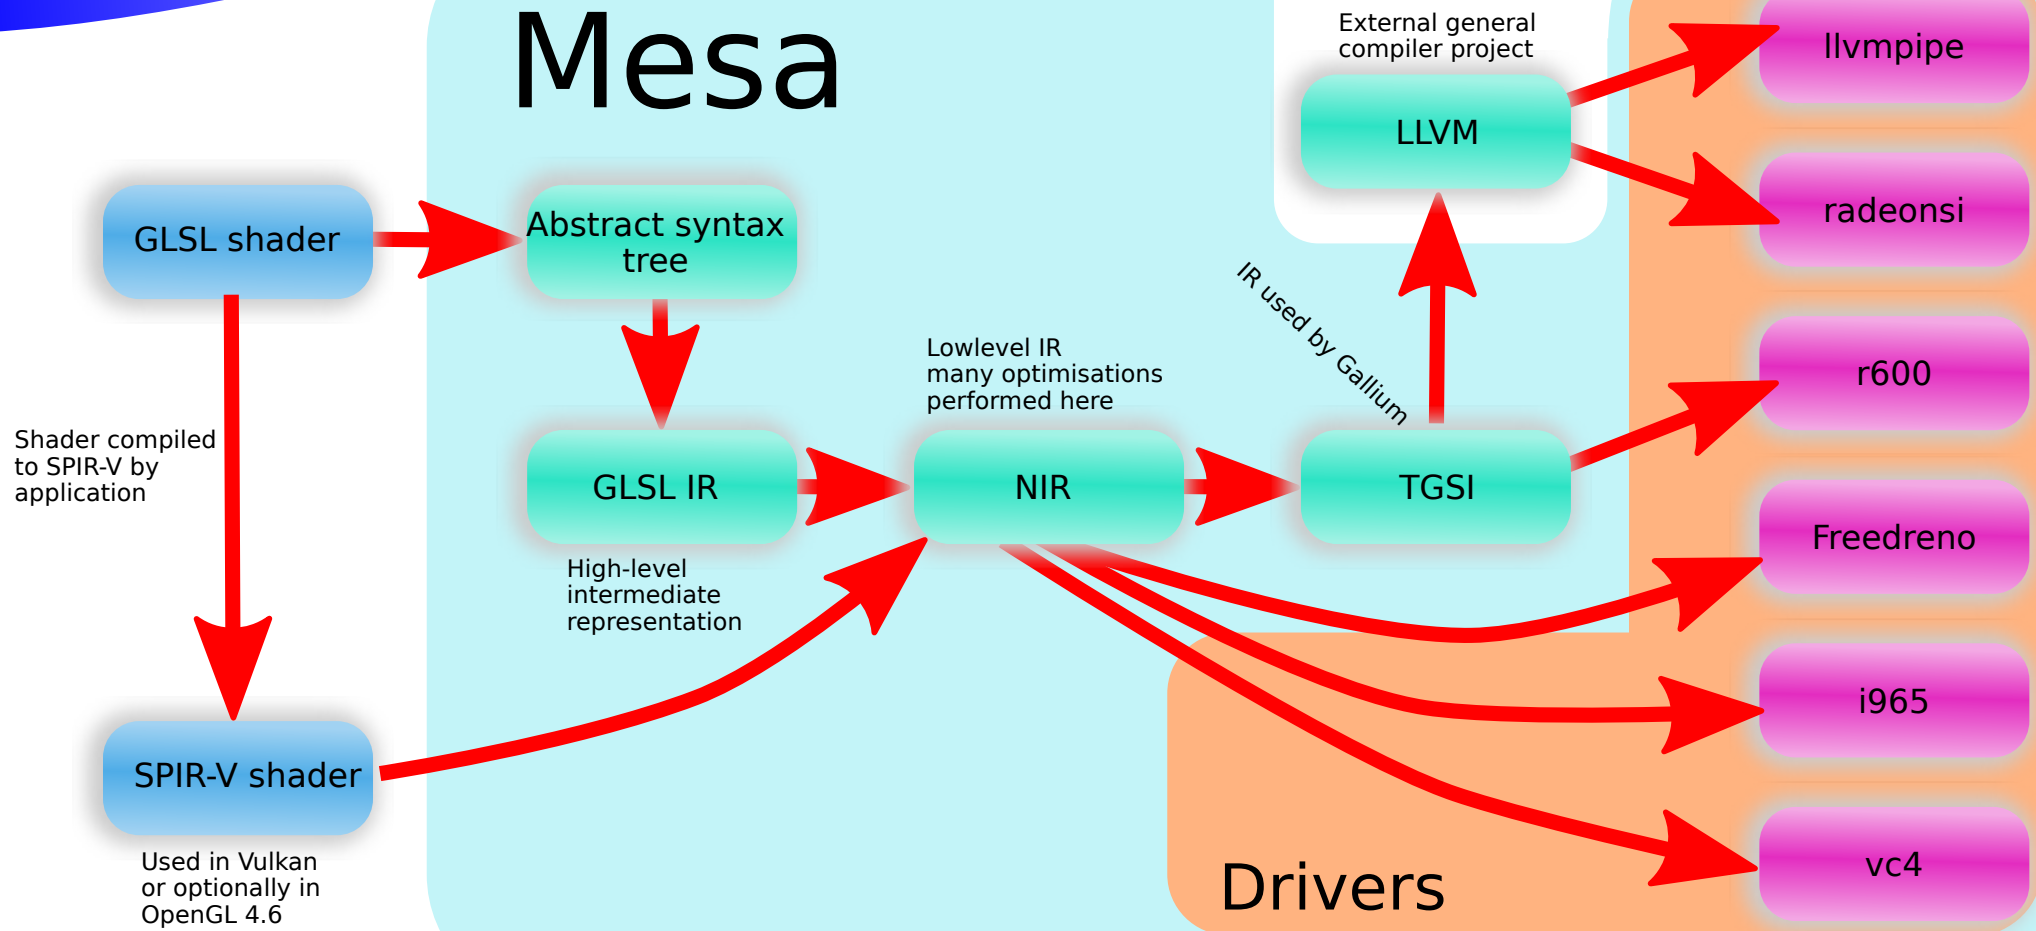 Mesa
External general
compiler project
llvmpipe
LLVM
radeonsi
GLSL shader
Abstract syntax
tree
IR used by Gallium
Lowlevel IR
many optimisations
performed here
r600
Shader compiled
to SPIR-V by
application
GLSL IR
NIR
TGSI
Freedreno
High-level
intermediate
representation
i965
SPIR-V shader
Used in Vulkan
or optionally in
OpenGL 4.6
Drivers
vc4